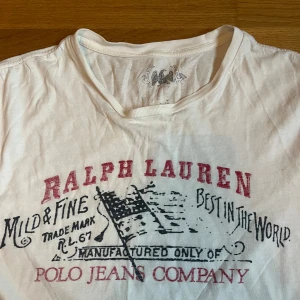 RALPH LAUREN
MILD & FINE
TRADE MARK
R.L.67
BEST IN THE WORLD.
MANUFACTURED ONLY OF
POLO JEANS COMPANY